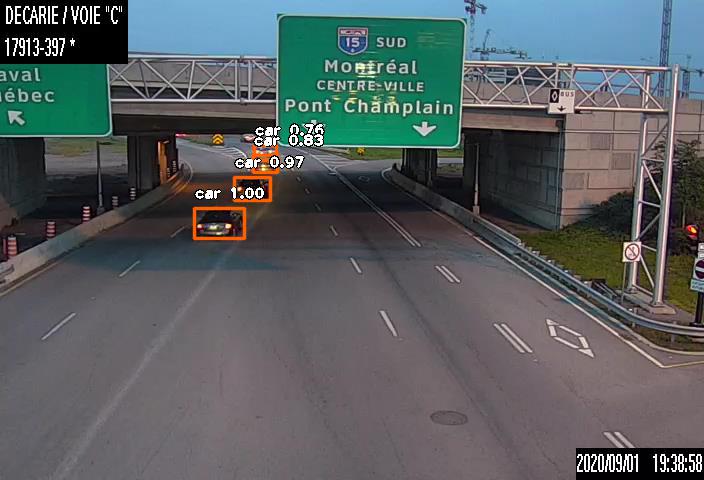 DECARIE / VOIE "C"
17913-397 *
aval
ébec
15 SUD
Montréal
CENTRE-VILLE
Pont Champlain
BUS
car 0.76
car 0.83
car 0.97
car 1.00
2020/09/01 19:38:58